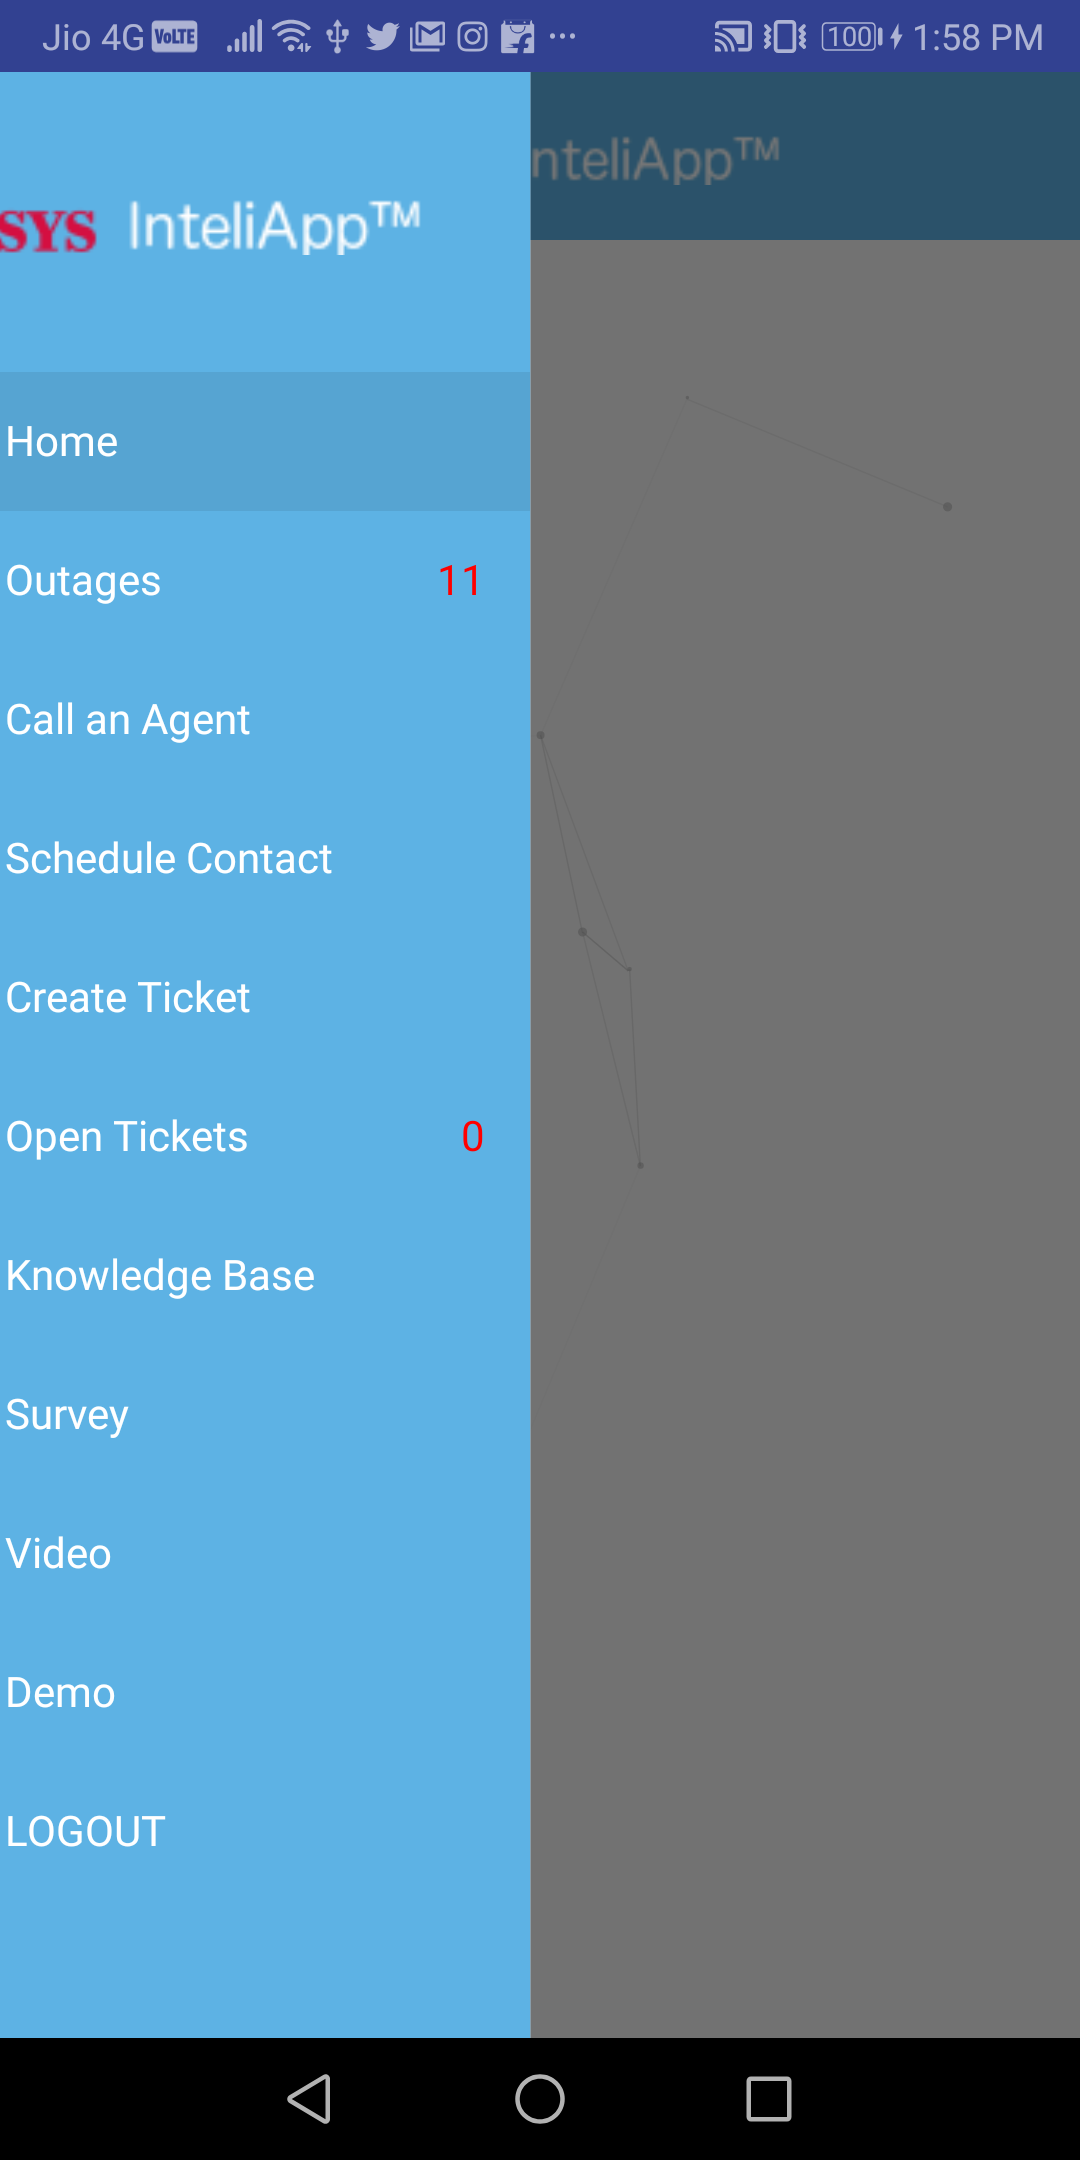 Jio 4G VoLTE 100 1:58 PM
SYS InteliApp™
nteliApp™
Home
Outages 11
Call an Agent
Schedule Contact
Create Ticket
Open Tickets 0
Knowledge Base
Survey
Video
Demo
LOGOUT